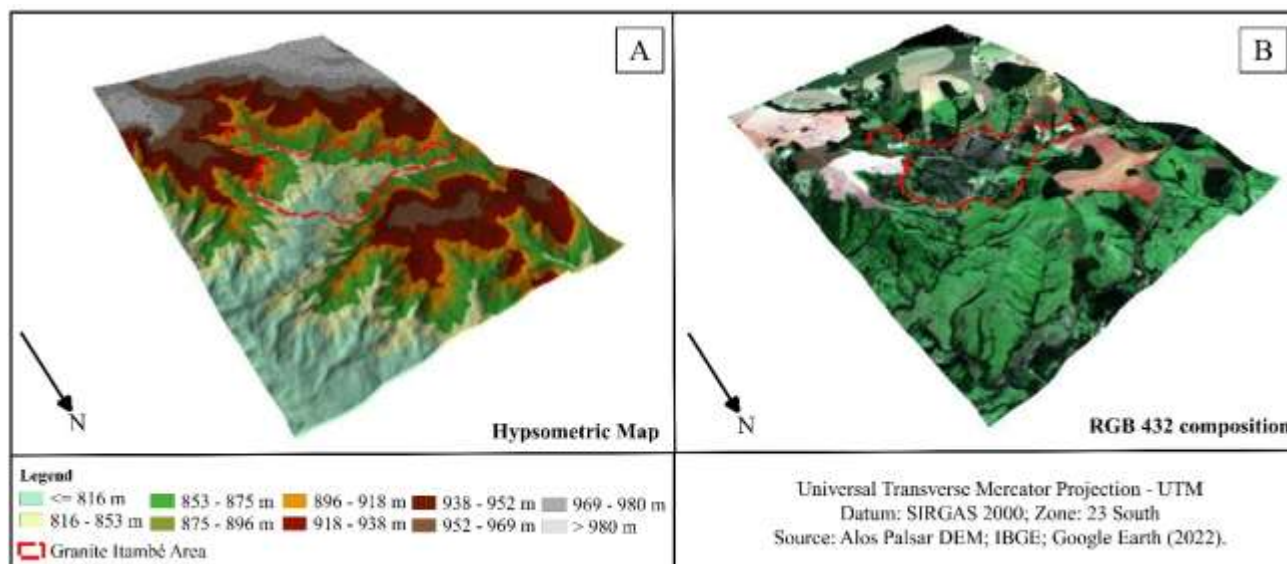 A
B
N
Hypsometric Map
N
RGB 432 composition
Legend
<= 816 m 853 - 875 m 896 - 918 m 938 - 952 m 969 - 980 m
816 - 853 m 875 - 896 m 918 - 938 m 952 - 969 m > 980 m
Granite Itambé Area
Universal Transverse Mercator Projection - UTM
Datum: SIRGAS 2000; Zone: 23 South
Source: Alos Palsar DEM; IBGE; Google Earth (2022).